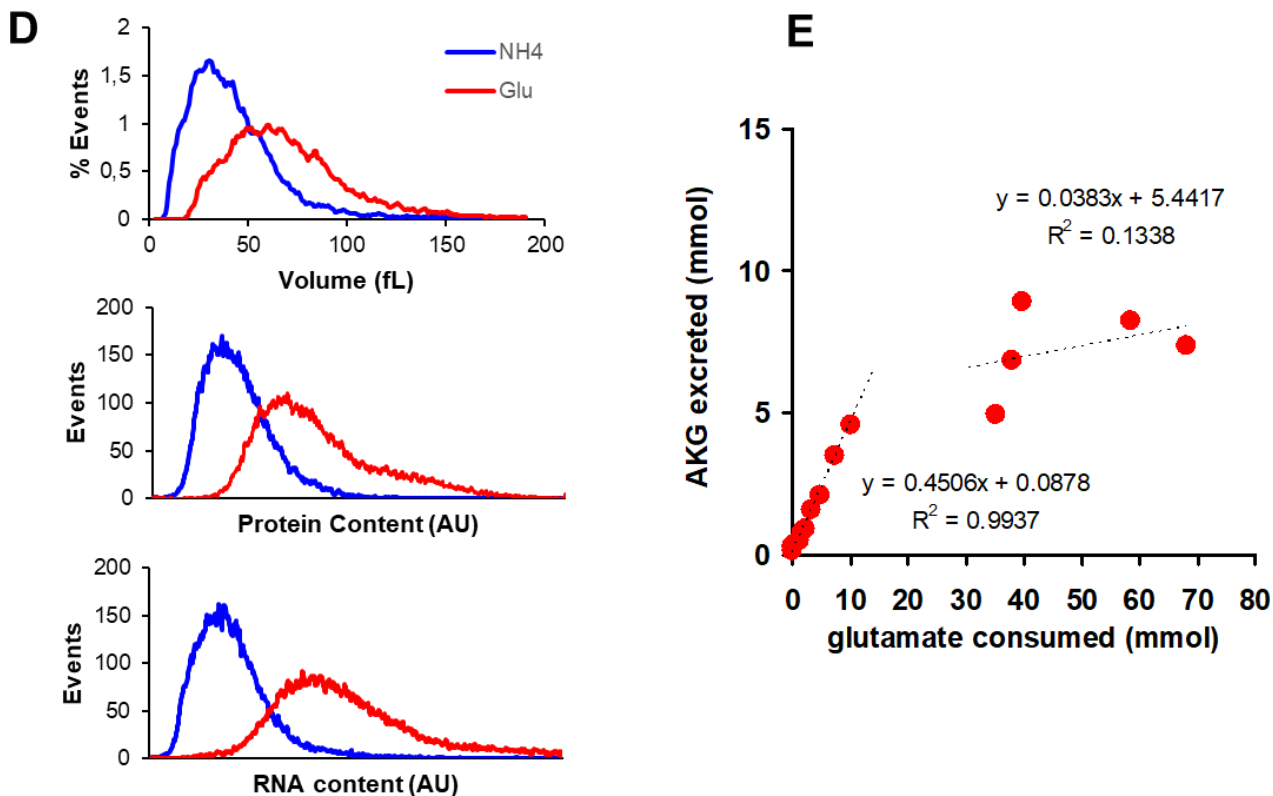 D
2
1,5
1
0,5
0
% Events
NH4
Glu
0 50 100 150 200
Volume (fL)
200
150
100
50
0
Events
Protein Content (AU)
200
150
100
50
0
Events
RNA content (AU)
E
15
10
5
0
AKG excreted (mmol)
y = 0.0383x + 5.4417
R² = 0.1338
y = 0.4506x + 0.0878
R² = 0.9937
0 10 20 30 40 50 60 70 80
glutamate consumed (mmol)